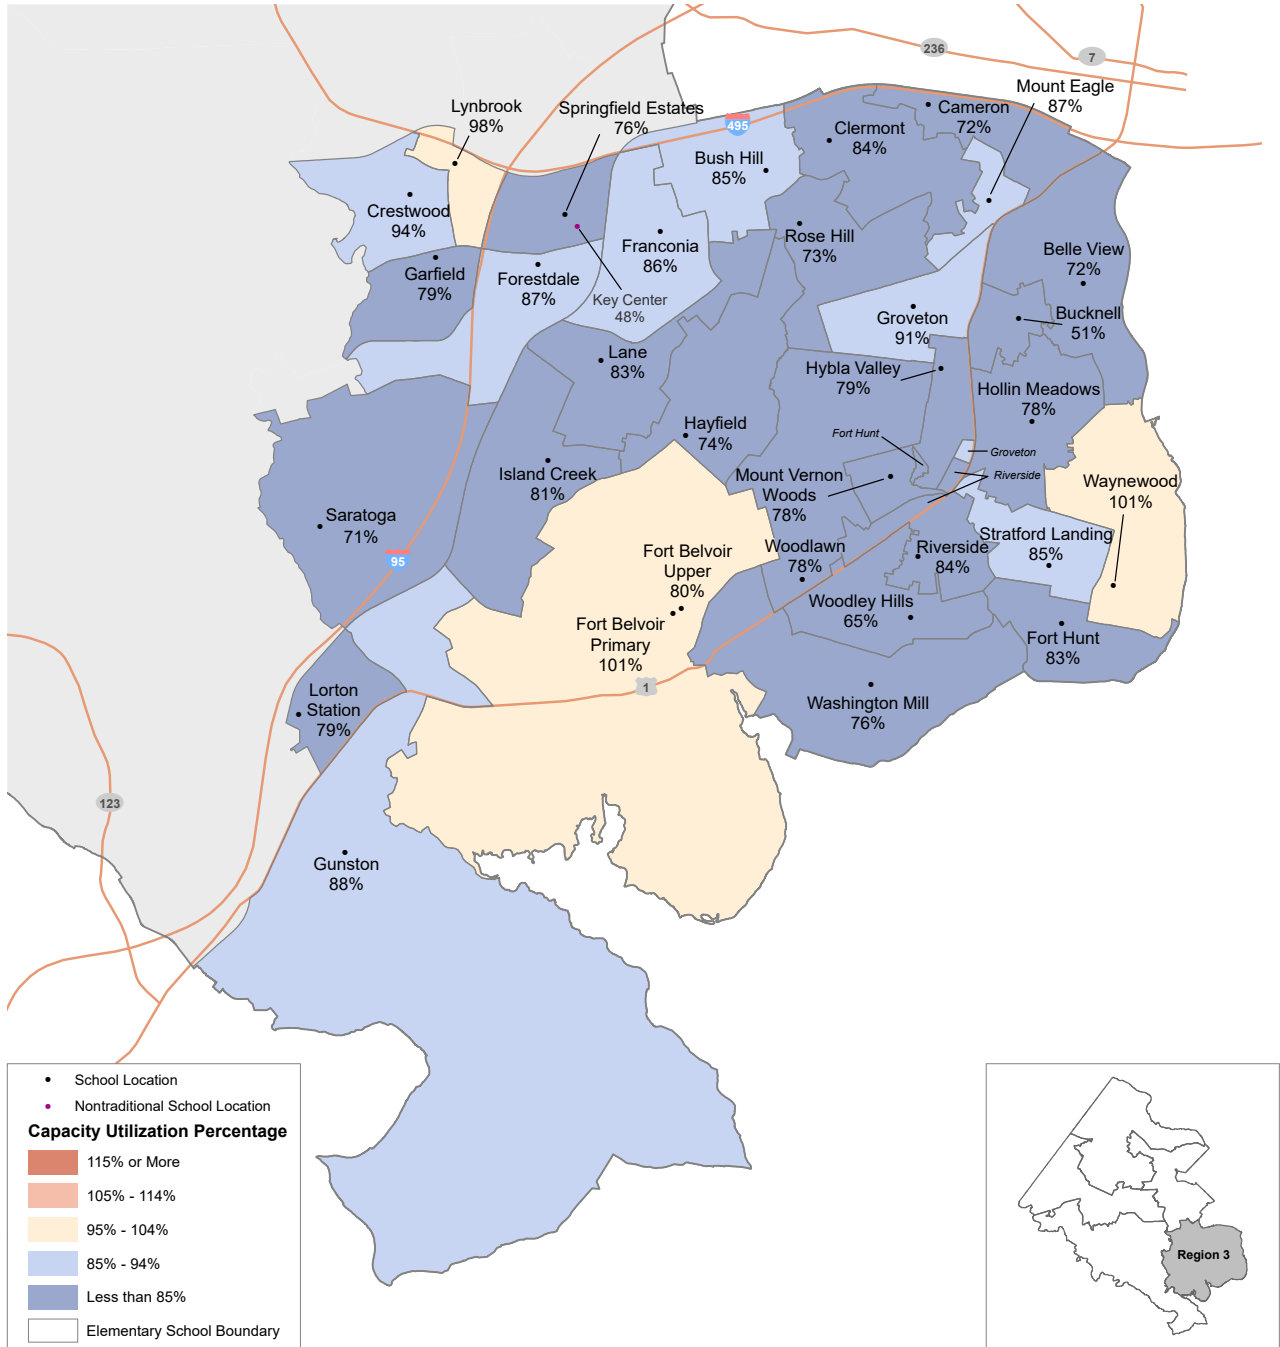 236
7
Mount Eagle
87%
Lynbrook
98%
Springfield Estates
76%
Cameron
72%
495
Clermont
84%
Bush Hill
85%
Crestwood
94%
Rose Hill
73%
Franconia
86%
Belle View
72%
Garfield
79%
Forestdale
87%
Key Center
48%
Groveton
91%
Bucknell
51%
Lane
83%
Hybla Valley
79%
Hollin Meadows
78%
Hayfield
74%
Fort Hunt
Groveton
Riverside
Island Creek
81%
Mount Vernon
Woods
78%
Waynewood
101%
Saratoga
71%
95
Stratford Landing
85%
Fort Belvoir
Upper
80%
Woodlawn
78%
Riverside
84%
Woodley Hills
65%
Fort Belvoir
Primary
101%
Fort Hunt
83%
1
Lorton
Station
79%
Washington Mill
76%
123
Gunston
88%
School Location
Nontraditional School Location
Capacity Utilization Percentage
115% or More
105% - 114%
95% - 104%
85% - 94%
Less than 85%
Elementary School Boundary
Region 3